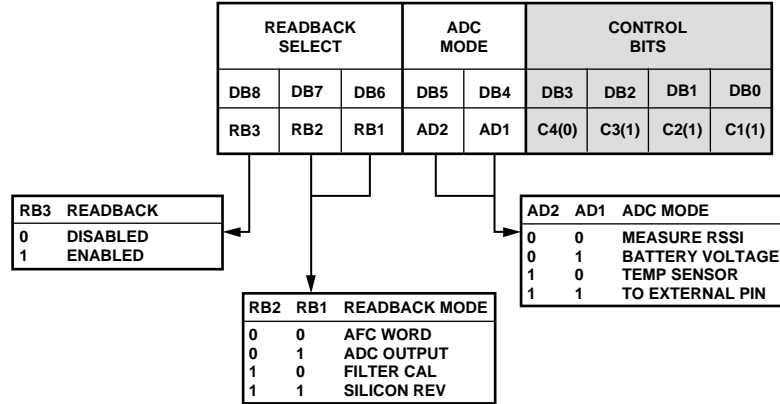 READBACK SELECT ADC MODE CONTROL BITS
DB8 DB7 DB6 DB5 DB4 DB3 DB2 DB1 DB0
RB3 RB2 RB1 AD2 AD1 C4(0) C3(1) C2(1) C1(1)
RB3 READBACK
0 DISABLED
1 ENABLED
RB2 RB1 READBACK MODE
0 0 AFC WORD
0 1 ADC OUTPUT
1 0 FILTER CAL
1 1 SILICON REV
AD2 AD1 ADC MODE
0 0 MEASURE RSSI
0 1 BATTERY VOLTAGE
1 0 TEMP SENSOR
1 1 TO EXTERNAL PIN